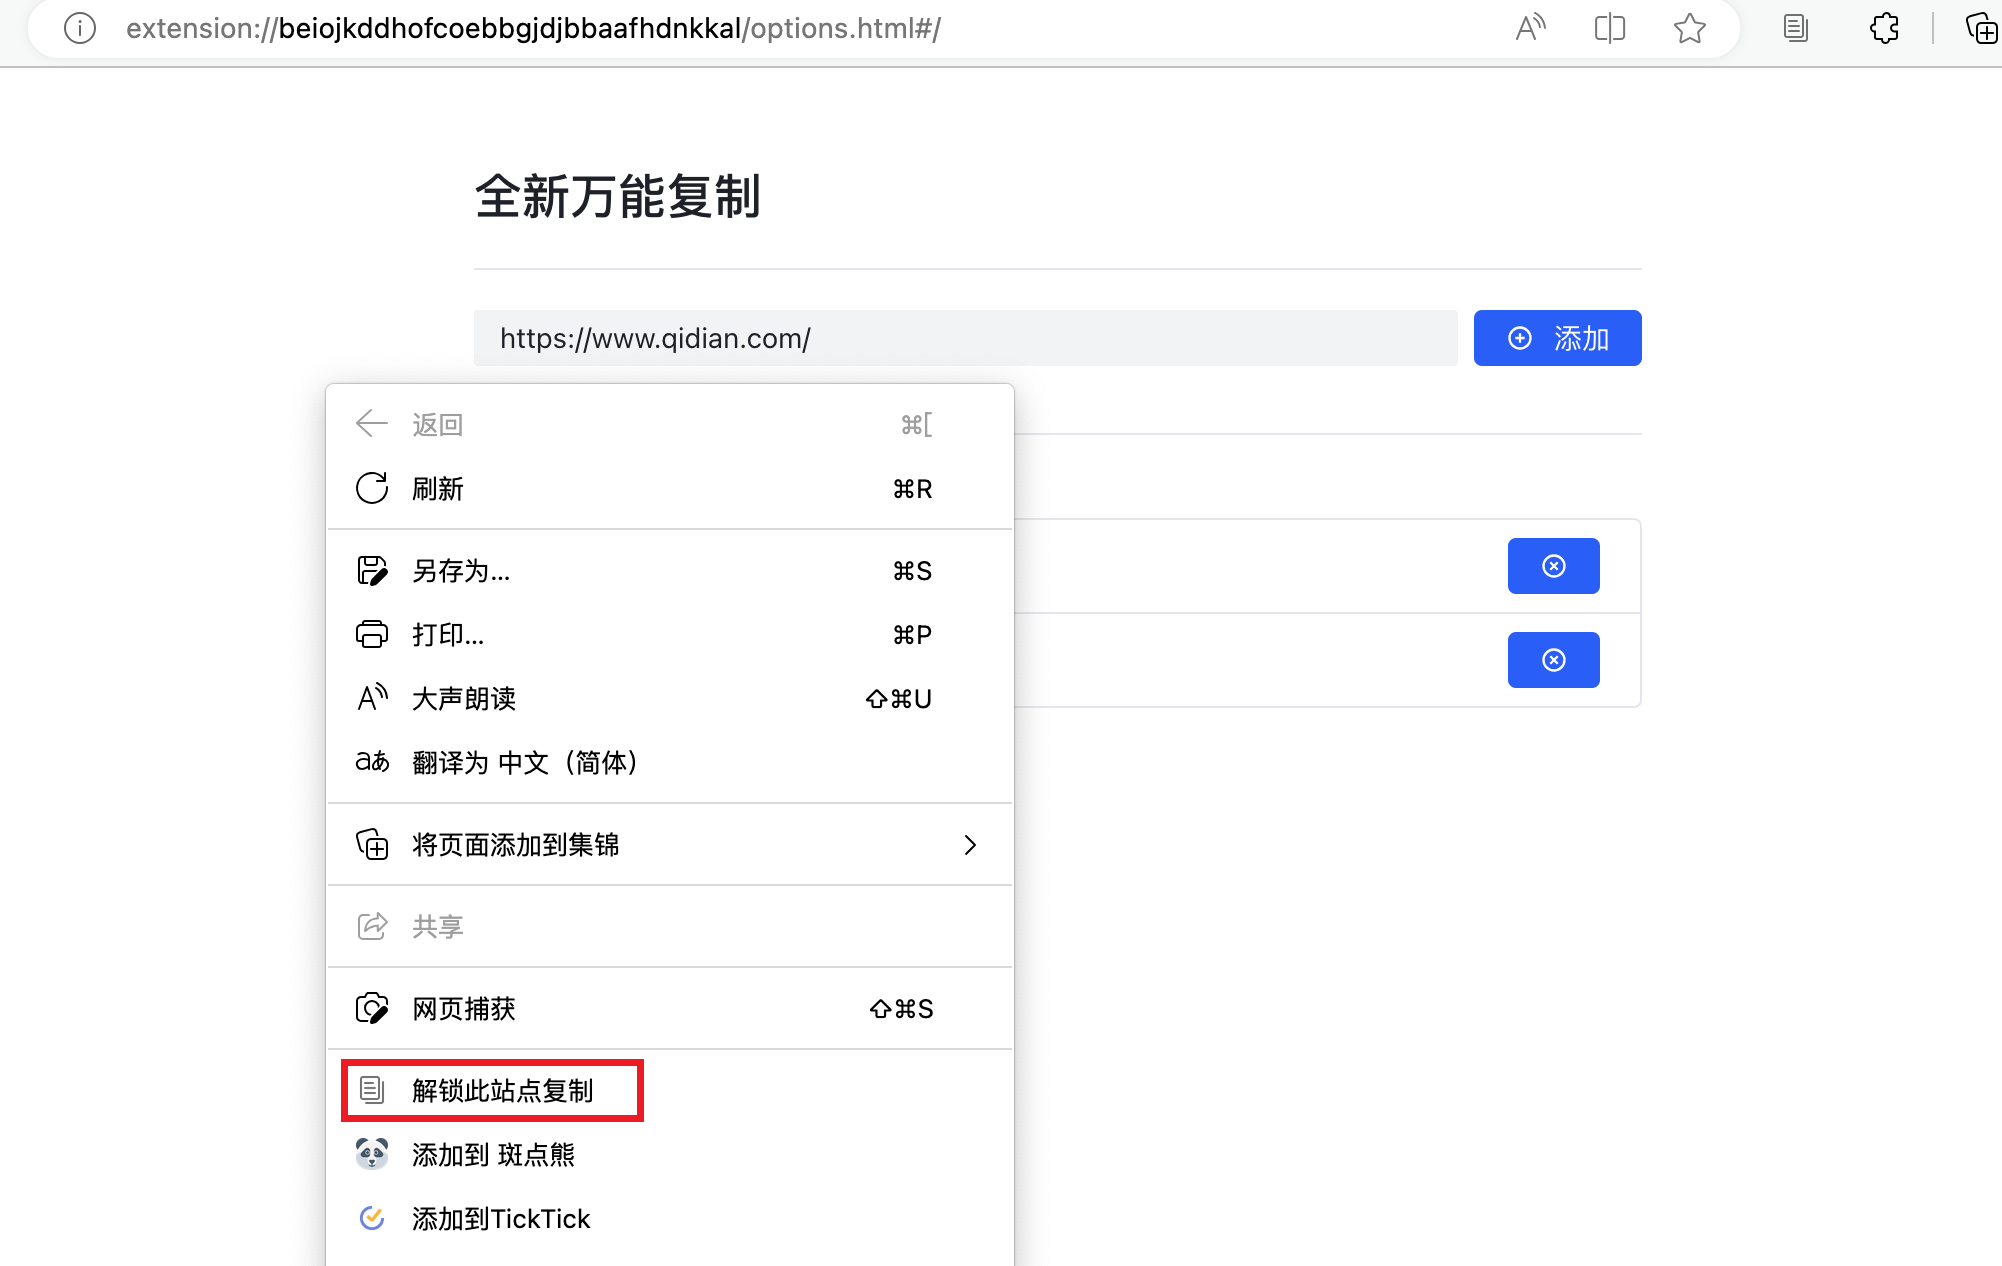 extension://beiojkddhofcoebbgjdjbbaafhdnkkal/options.html#/
全新万能复制
https://www.qidian.com/
添加
返回 ⌘[
刷新 ⌘R
另存为... ⌘S
打印... ⌘P
大声朗读 ⇧⌘U
翻译为 中文（简体）
将页面添加到集锦
共享
网页捕获 ⇧⌘S
解锁此站点复制
添加到 斑点熊
添加到TickTick